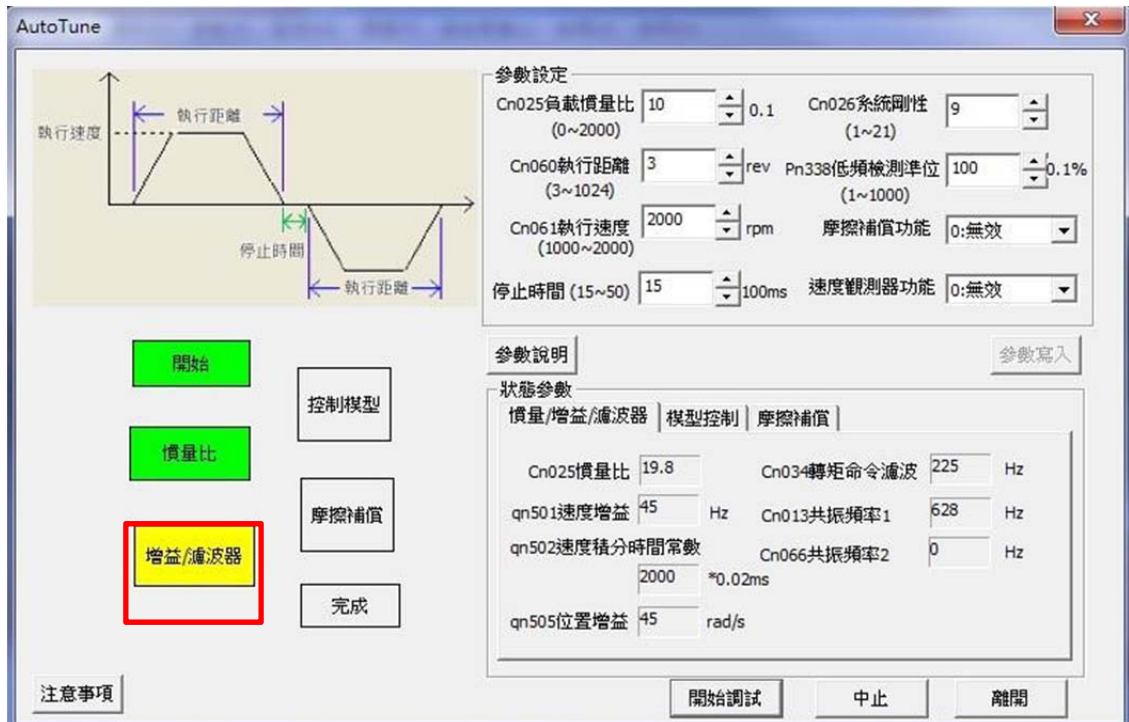 AutoTune
執行距離
執行速度
停止時間
執行距離
參數設定
Cn025負載慣量比 10 0.1
(0~2000)
Cn026系統剛性 9
(1~21)
Cn060執行距離 3 rev
(3~1024)
Pn338低頻檢測準位 100 0.1%
(1~1000)
Cn061執行速度 2000 rpm
(1000~2000)
摩擦補償功能 0:無效
停止時間 (15~50) 15 100ms
速度觀測器功能 0:無效
開始
慣量比
增益/濾波器
控制模型
摩擦補償
完成
參數說明
參數寫入
狀態參數
慣量/增益/濾波器 模型控制 摩擦補償
Cn025慣量比 19.8
Cn034轉矩命令濾波 225 Hz
qn501速度增益 45 Hz
Cn013共振頻率1 628 Hz
qn502速度積分時間常數
2000 *0.02ms
Cn066共振頻率2 0 Hz
qn505位置增益 45 rad/s
注意事項
開始調試
中止
離開